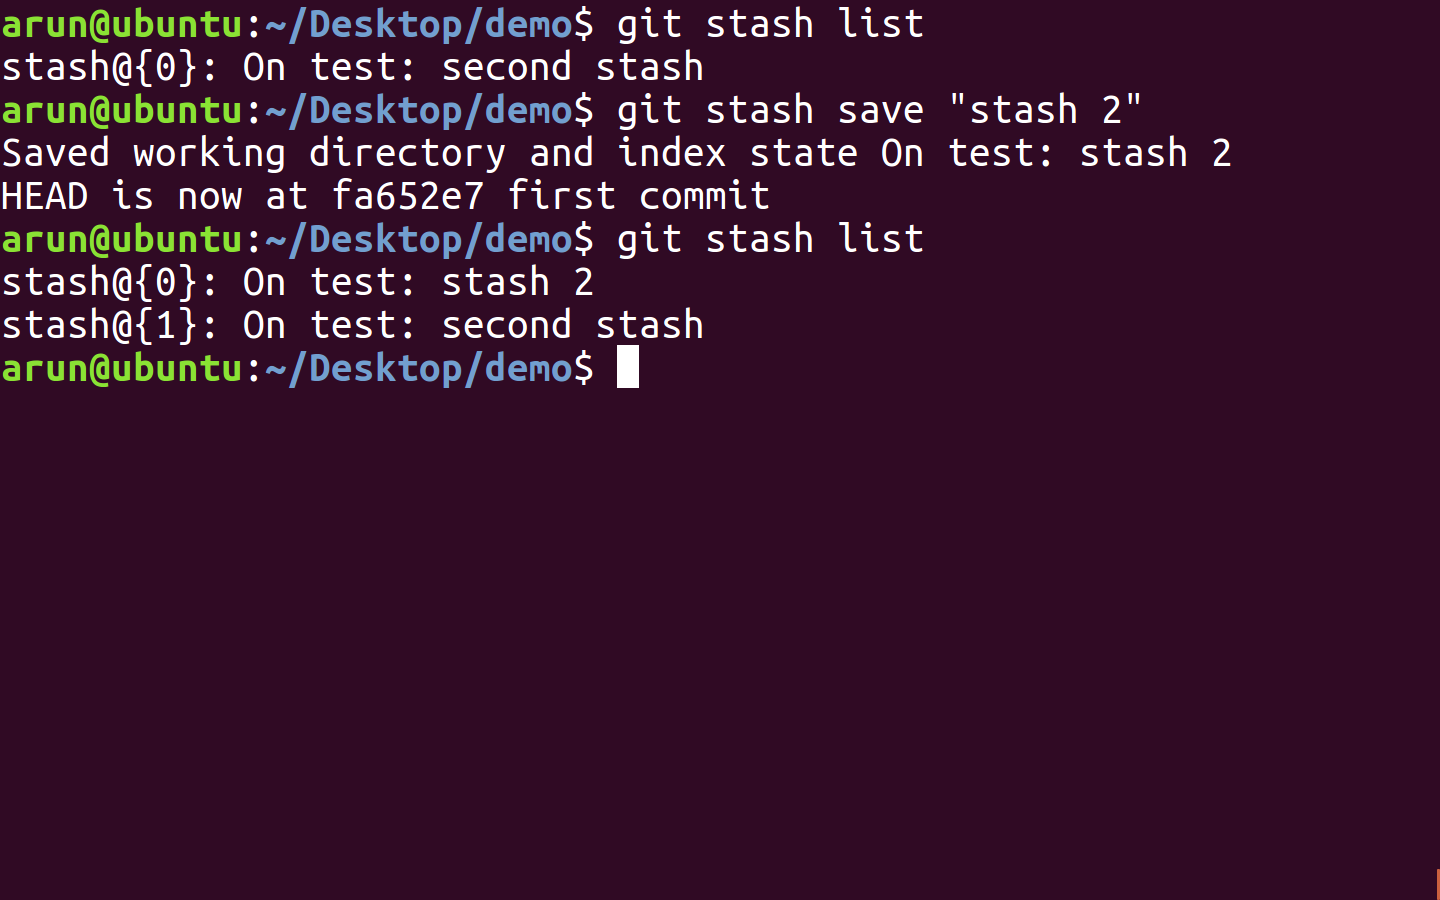 arun@ubuntu:~/Desktop/demo$ git stash list
stash@{0}: On test: second stash
arun@ubuntu:~/Desktop/demo$ git stash save "stash 2"
Saved working directory and index state On test: stash 2
HEAD is now at fa652e7 first commit
arun@ubuntu:~/Desktop/demo$ git stash list
stash@{0}: On test: stash 2
stash@{1}: On test: second stash
arun@ubuntu:~/Desktop/demo$